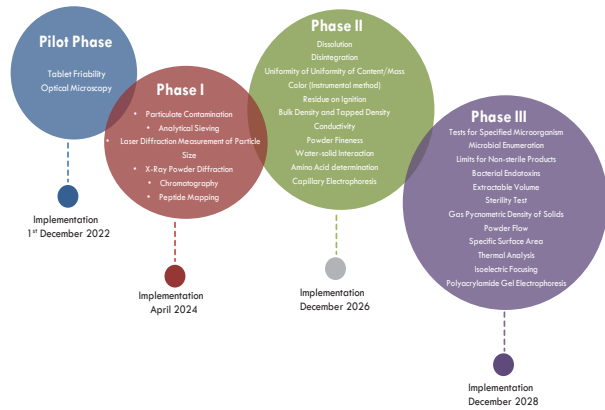 Pilot Phase
Tablet Friability
Optical Microscopy
Implementation
1st December 2022
Phase I
• Particulate Contamination
• Analytical Sieving
• Laser Diffraction Measurement of Particle
Size
• X-Ray Powder Diffraction
• Chromatography
• Peptide Mapping
Implementation
April 2024
Phase II
Dissolution
Disintegration
Uniformity of Uniformity of Content/Mass
Color (Instrumental method)
Residue on Ignition
Bulk Density and Tapped Density
Conductivity
Powder Fineness
Water-solid Interaction
Amino Acid determination
Capillary Electrophoresis
Implementation
December 2026
Phase III
Tests for Specified Microorganism
Microbial Enumeration
Limits for Non-sterile Products
Bacterial Endotoxins
Extractable Volume
Sterility Test
Gas Pycnometric Density of Solids
Powder Flow
Specific Surface Area
Thermal Analysis
Isoelectric Focusing
Polyacrylamide Gel Electrophoresis
Implementation
December 2028